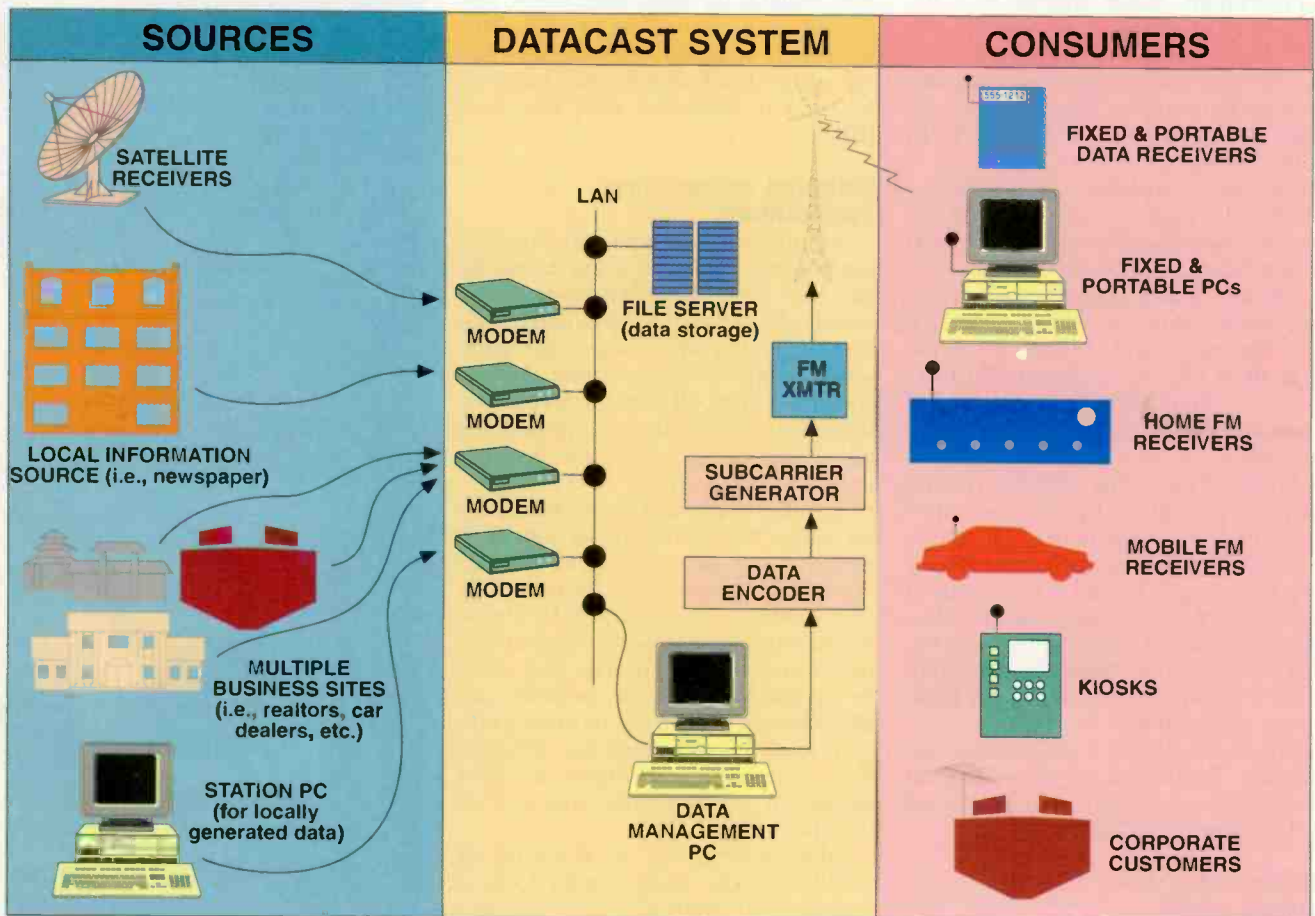 SOURCES
SATELLITE
RECEIVERS
LOCAL INFORMATION
SOURCE (i.e., newspaper)
MULTIPLE
BUSINESS SITES
(i.e., realtors, car
dealers, etc.)
STATION PC
(for locally
generated data)
DATACAST SYSTEM
LAN
FILE SERVER
(data storage)
MODEM
MODEM
MODEM
MODEM
FM
XMTR
SUBCARRIER
GENERATOR
DATA
ENCODER
DATA
MANAGEMENT
PC
CONSUMERS
555 1212
FIXED & PORTABLE
DATA RECEIVERS
FIXED &
PORTABLE PCs
HOME FM
RECEIVERS
MOBILE FM
RECEIVERS
KIOSKS
CORPORATE
CUSTOMERS